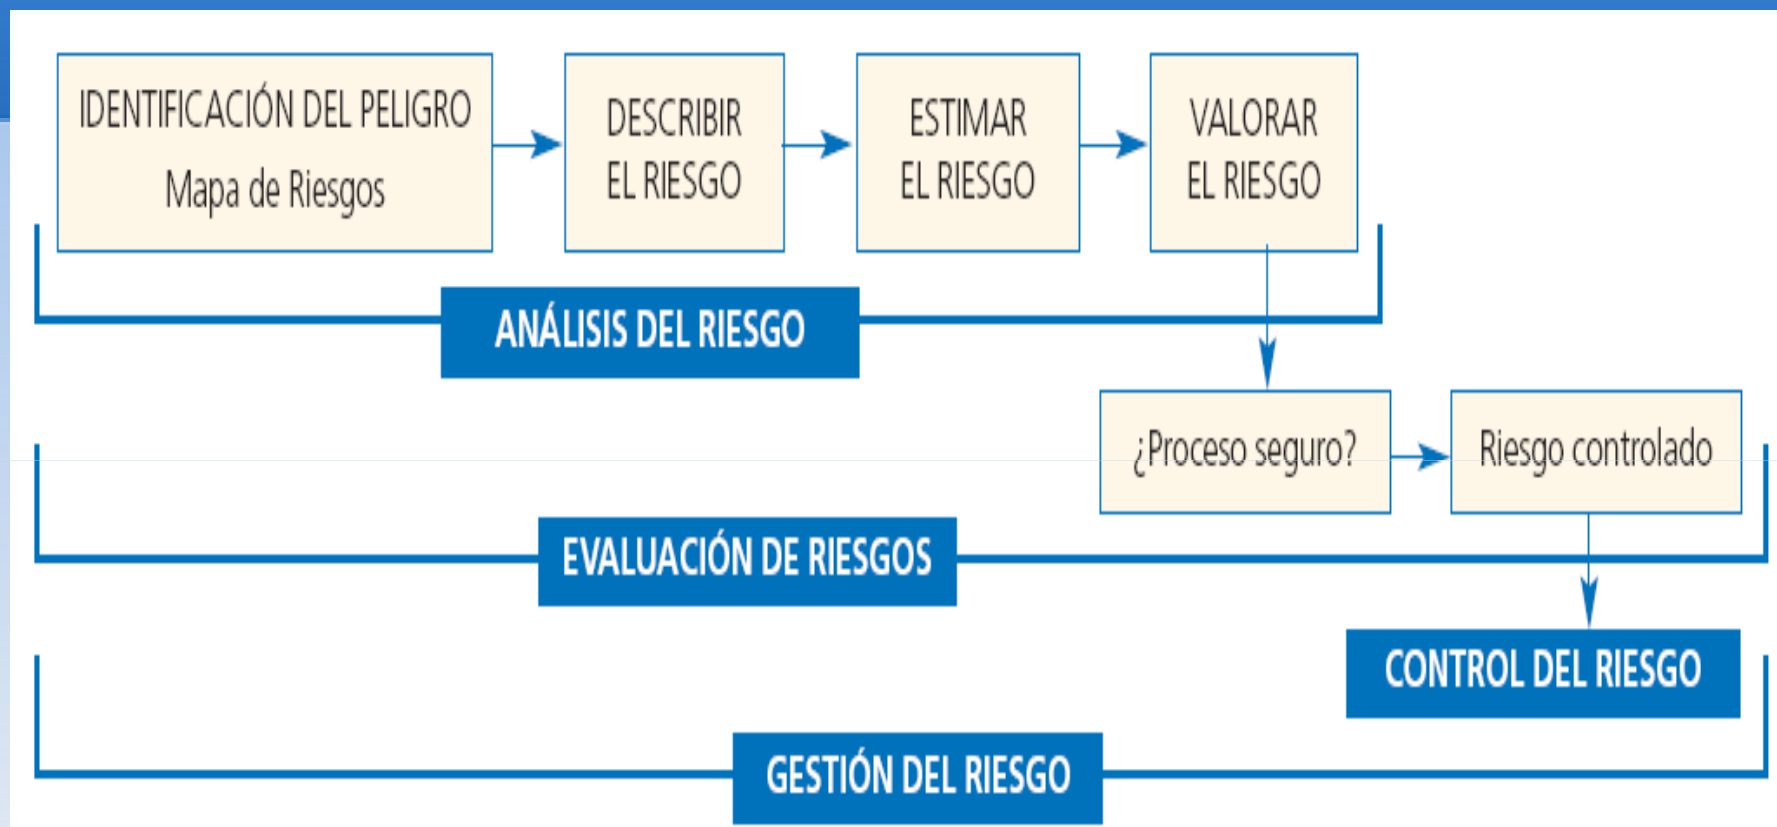 IDENTIFICACIÓN DEL PELIGRO
Mapa de Riesgos
DESCRIBIR
EL RIESGO
ESTIMAR
EL RIESGO
VALORAR
EL RIESGO
ANÁLISIS DEL RIESGO
¿Proceso seguro?
Riesgo controlado
EVALUACIÓN DE RIESGOS
CONTROL DEL RIESGO
GESTIÓN DEL RIESGO